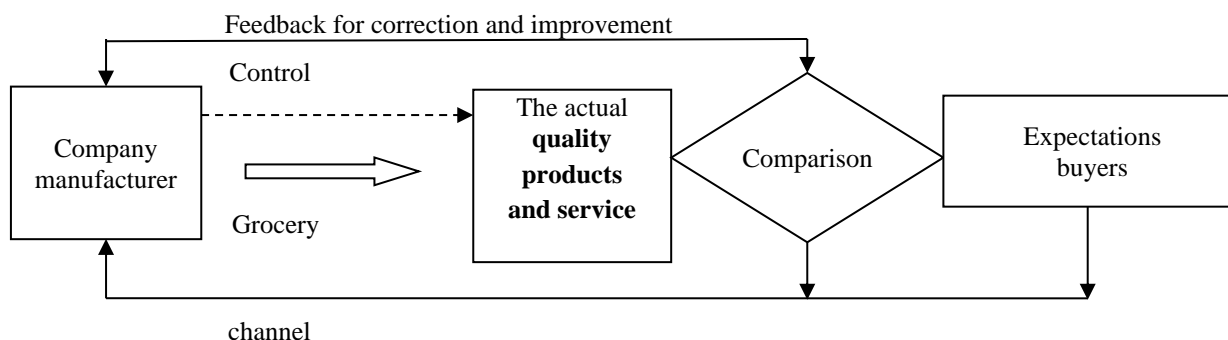 Feedback for correction and improvement
Control
Company
manufacturer
Grocery
The actual
quality
products
and service
Comparison
Expectations
buyers
channel